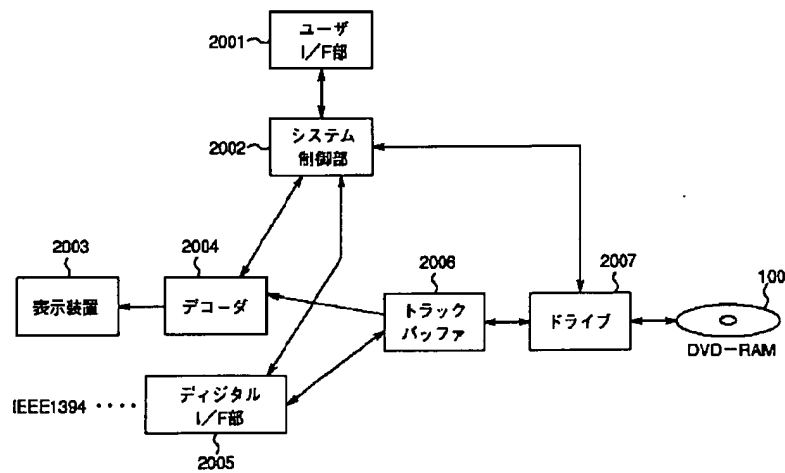 ユーザ
I/F部
2001
システム
制御部
2002
2003
2004
2006
2007
100
表示装置
デコーダ
トラック
バッファ
ドライブ
DVD-RAM
IEEE1394 ････
ディジタル
I/F部
2005